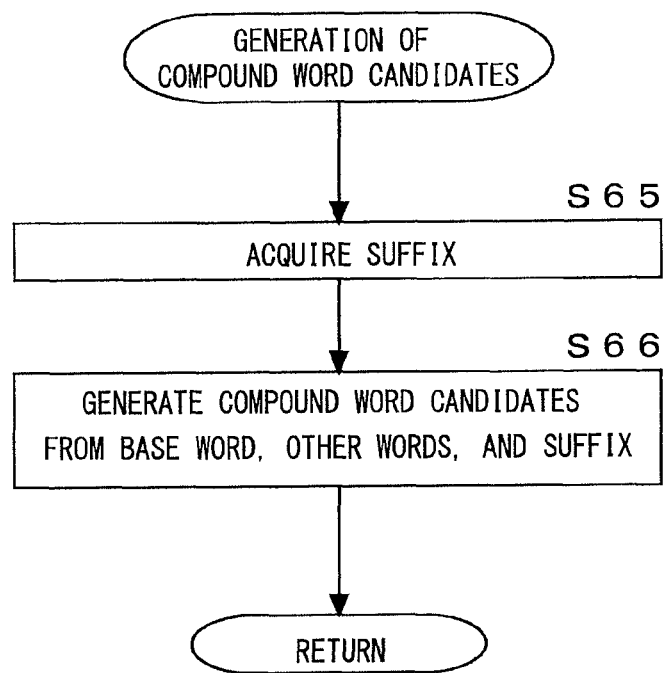 GENERATION OF
COMPOUND WORD CANDIDATES
S65
ACQUIRE SUFFIX
S66
GENERATE COMPOUND WORD CANDIDATES
FROM BASE WORD, OTHER WORDS, AND SUFFIX
RETURN